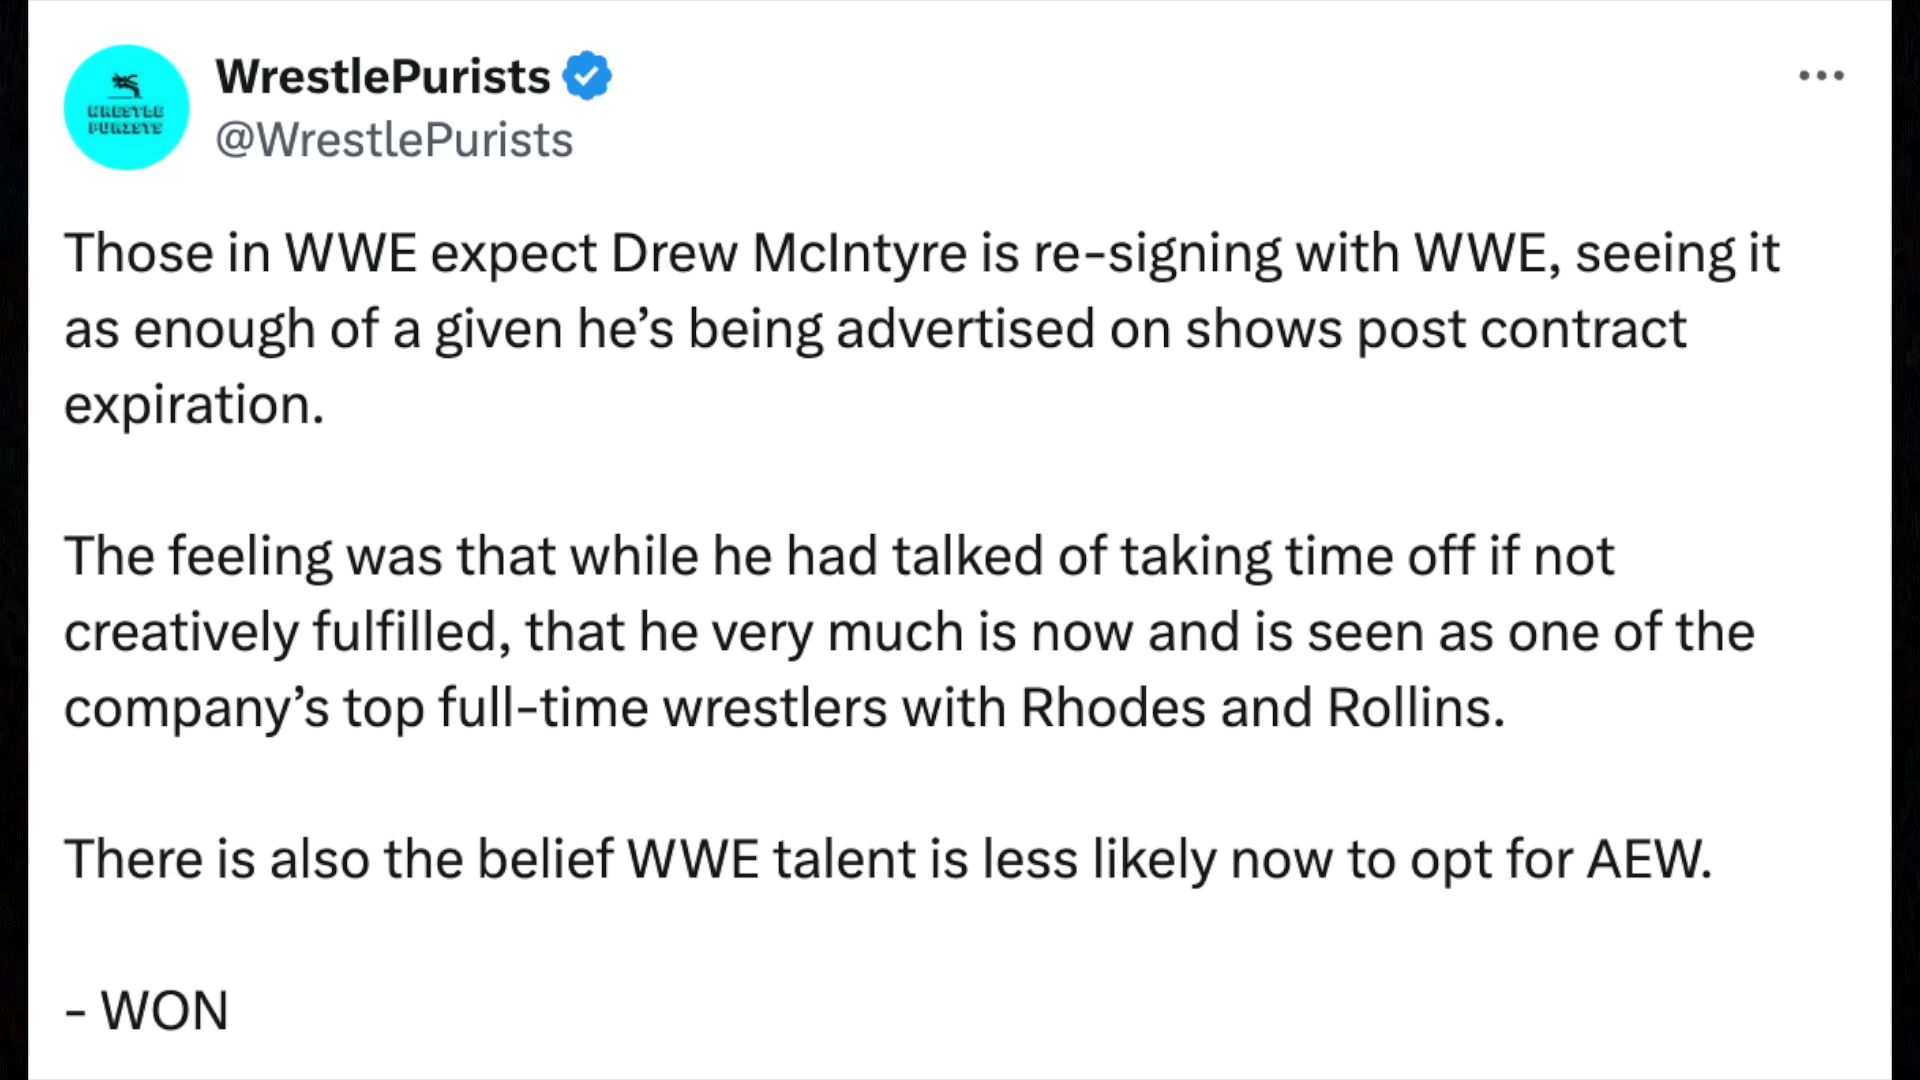 WrestlePurists
@WrestlePurists
WRESTLE
PURISTS
Those in WWE expect Drew McIntyre is re-signing with WWE, seeing it
as enough of a given he’s being advertised on shows post contract
expiration.
The feeling was that while he had talked of taking time off if not
creatively fulfilled, that he very much is now and is seen as one of the
company’s top full-time wrestlers with Rhodes and Rollins.
There is also the belief WWE talent is less likely now to opt for AEW.
- WON